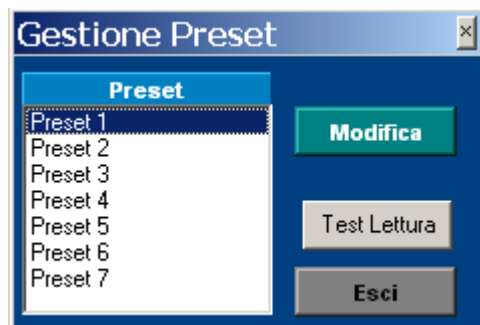 Gestione Preset
Preset
Preset 1
Preset 2
Preset 3
Preset 4
Preset 5
Preset 6
Preset 7
Modifica
Test Lettura
Esci